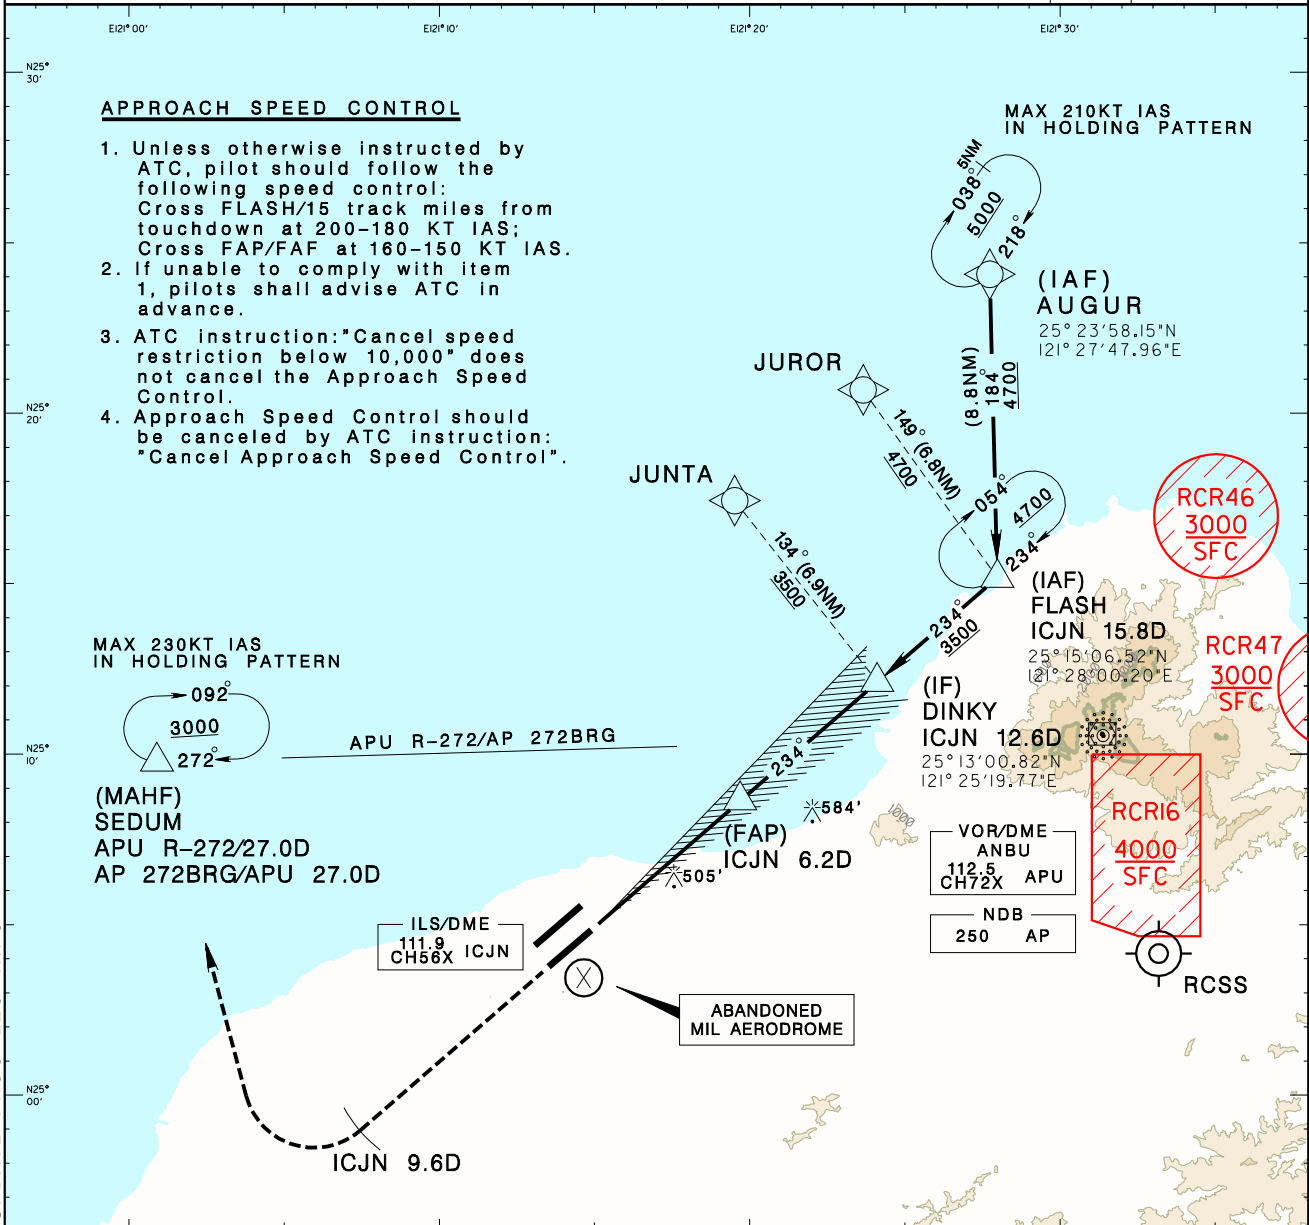 E121° 00'
E121° 10'
E121° 20'
E121° 30'
N25°
30'
APPROACH SPEED CONTROL
1. Unless otherwise instructed by
ATC, pilot should follow the
following speed control:
Cross FLASH/15 track miles from
touchdown at 200-180 KT IAS;
Cross FAP/FAF at 160-150 KT IAS.
2. If unable to comply with item
1, pilots shall advise ATC in
advance.
3. ATC instruction:"Cancel speed
restriction below 10,000" does
not cancel the Approach Speed
Control.
4. Approach Speed Control should
be canceled by ATC instruction:
"Cancel Approach Speed Control".
MAX 210KT IAS
IN HOLDING PATTERN
5NM
038°
5000
218°
(IAF)
AUGUR
25° 23'58.15"N
121° 27'47.96"E
(8.8NM)
184°
4700
JUROR
149° (6.8NM)
4700
N25°
20'
JUNTA
134° (6.9NM)
3500
054°
4700
234°
RCR46
3000
SFC
(IAF)
FLASH
ICJN 15.8D
25° 15'06.52"N
121° 28'00.20"E
234°
3500
RCR47
3000
SFC
MAX 230KT IAS
IN HOLDING PATTERN
092°
3000
272°
APU R-272/AP 272BRG
(IF)
DINKY
ICJN 12.6D
25° 13'00.82"N
121° 25'19.77"E
234°
N25°
10'
(MAHF)
SEDUM
APU R-272/27.0D
AP 272BRG/APU 27.0D
584'
1000
(FAP)
ICJN 6.2D
505'
RCR16
4000
SFC
VOR/DME
ANBU
112.5
CH72X APU
NDB
250 AP
ILS/DME
111.9
CH56X ICJN
RCSS
ABANDONED
MIL AERODROME
N25°
00'
ICJN 9.6D